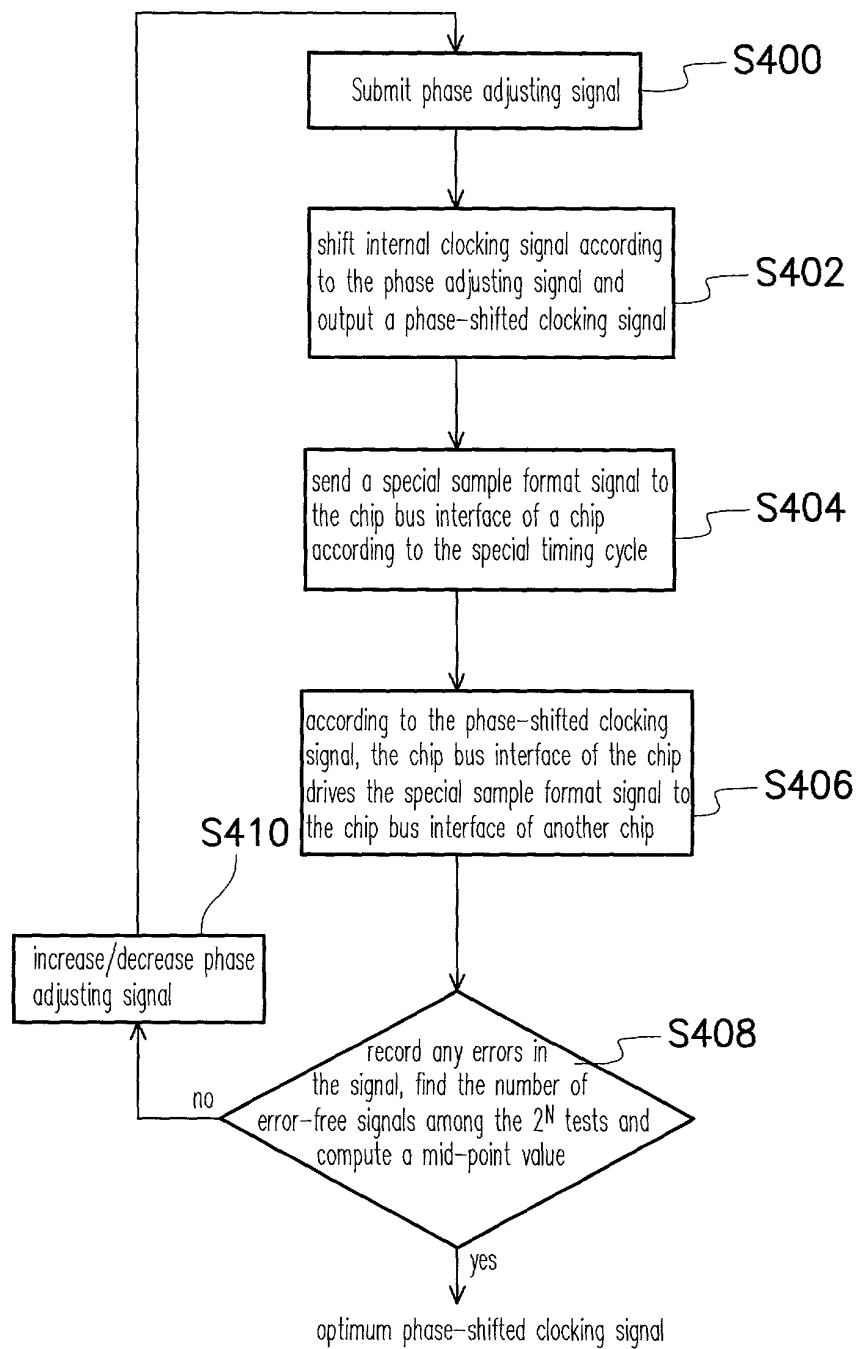 Submit phase adjusting signal
S400
shift internal clocking signal according
to the phase adjusting signal and
output a phase-shifted clocking signal
S402
send a special sample format signal to
the chip bus interface of a chip
according to the special timing cycle
S404
according to the phase-shifted clocking
signal, the chip bus interface of the chip
drives the special sample format signal to
the chip bus interface of another chip
S406
S410
increase/decrease phase
adjusting signal
S408
record any errors in
the signal, find the number of
error-free signals among the 2ᴺ tests and
compute a mid-point value
no
yes
optimum phase-shifted clocking signal